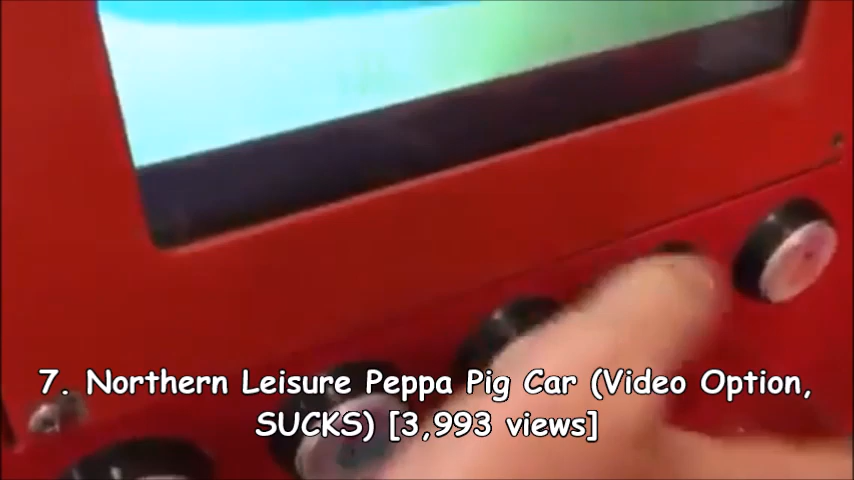 7. Northern Leisure Peppa Pig Car (Video Option,
SUCKS) [3,993 views]